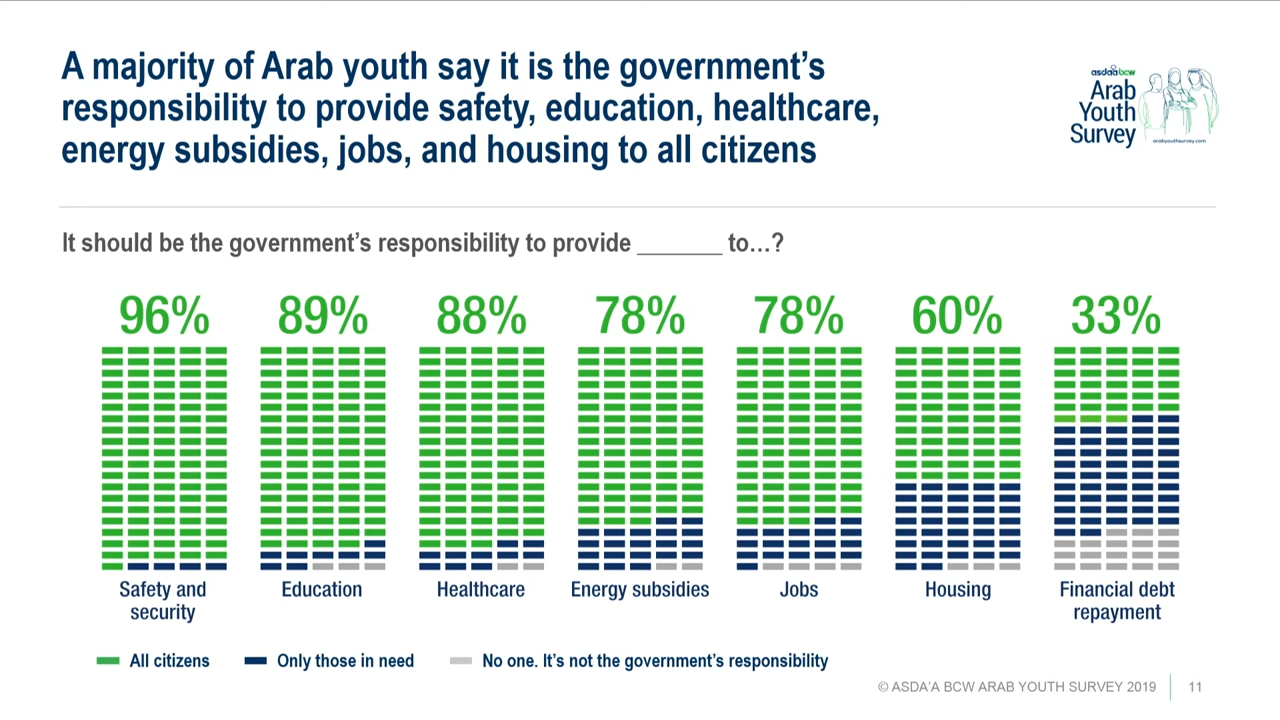 A majority of Arab youth say it is the government’s
responsibility to provide safety, education, healthcare,
energy subsidies, jobs, and housing to all citizens
asdaa bcw
Arab
Youth
Survey
arabyouthsurvey.com
It should be the government’s responsibility to provide _______ to…?
96% 89% 88% 78% 78% 60% 33%
Safety and
security
Education
Healthcare
Energy subsidies
Jobs
Housing
Financial debt
repayment
All citizens
Only those in need
No one. It’s not the government’s responsibility
© ASDA’A BCW ARAB YOUTH SURVEY 2019 11